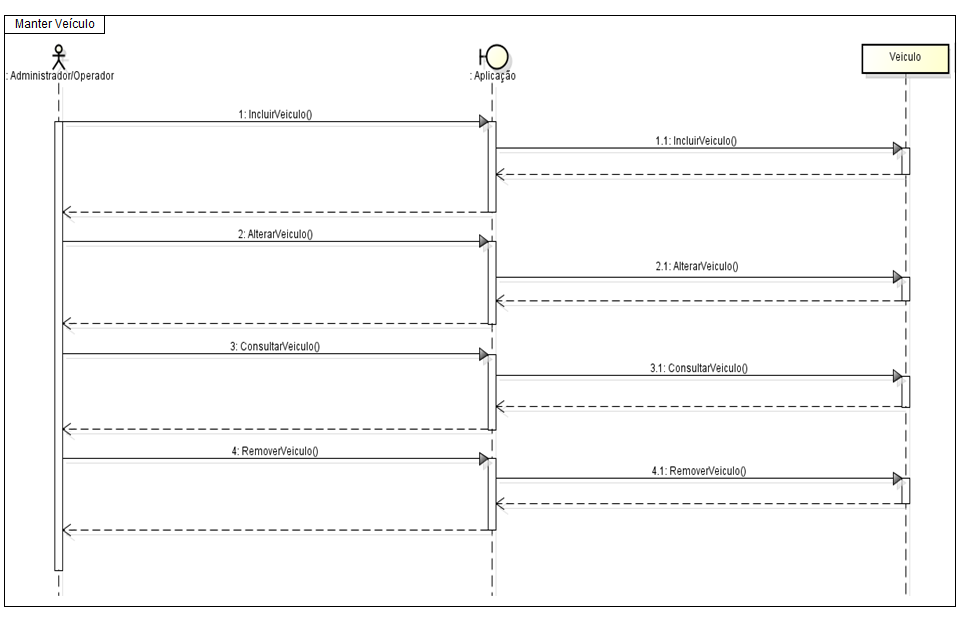 Manter Veículo
: Administrador/Operador
: Aplicação
Veiculo
1: IncluirVeiculo()
1.1: IncluirVeiculo()
2: AlterarVeiculo()
2.1: AlterarVeiculo()
3: ConsultarVeiculo()
3.1: ConsultarVeiculo()
4: RemoverVeiculo()
4.1: RemoverVeiculo()